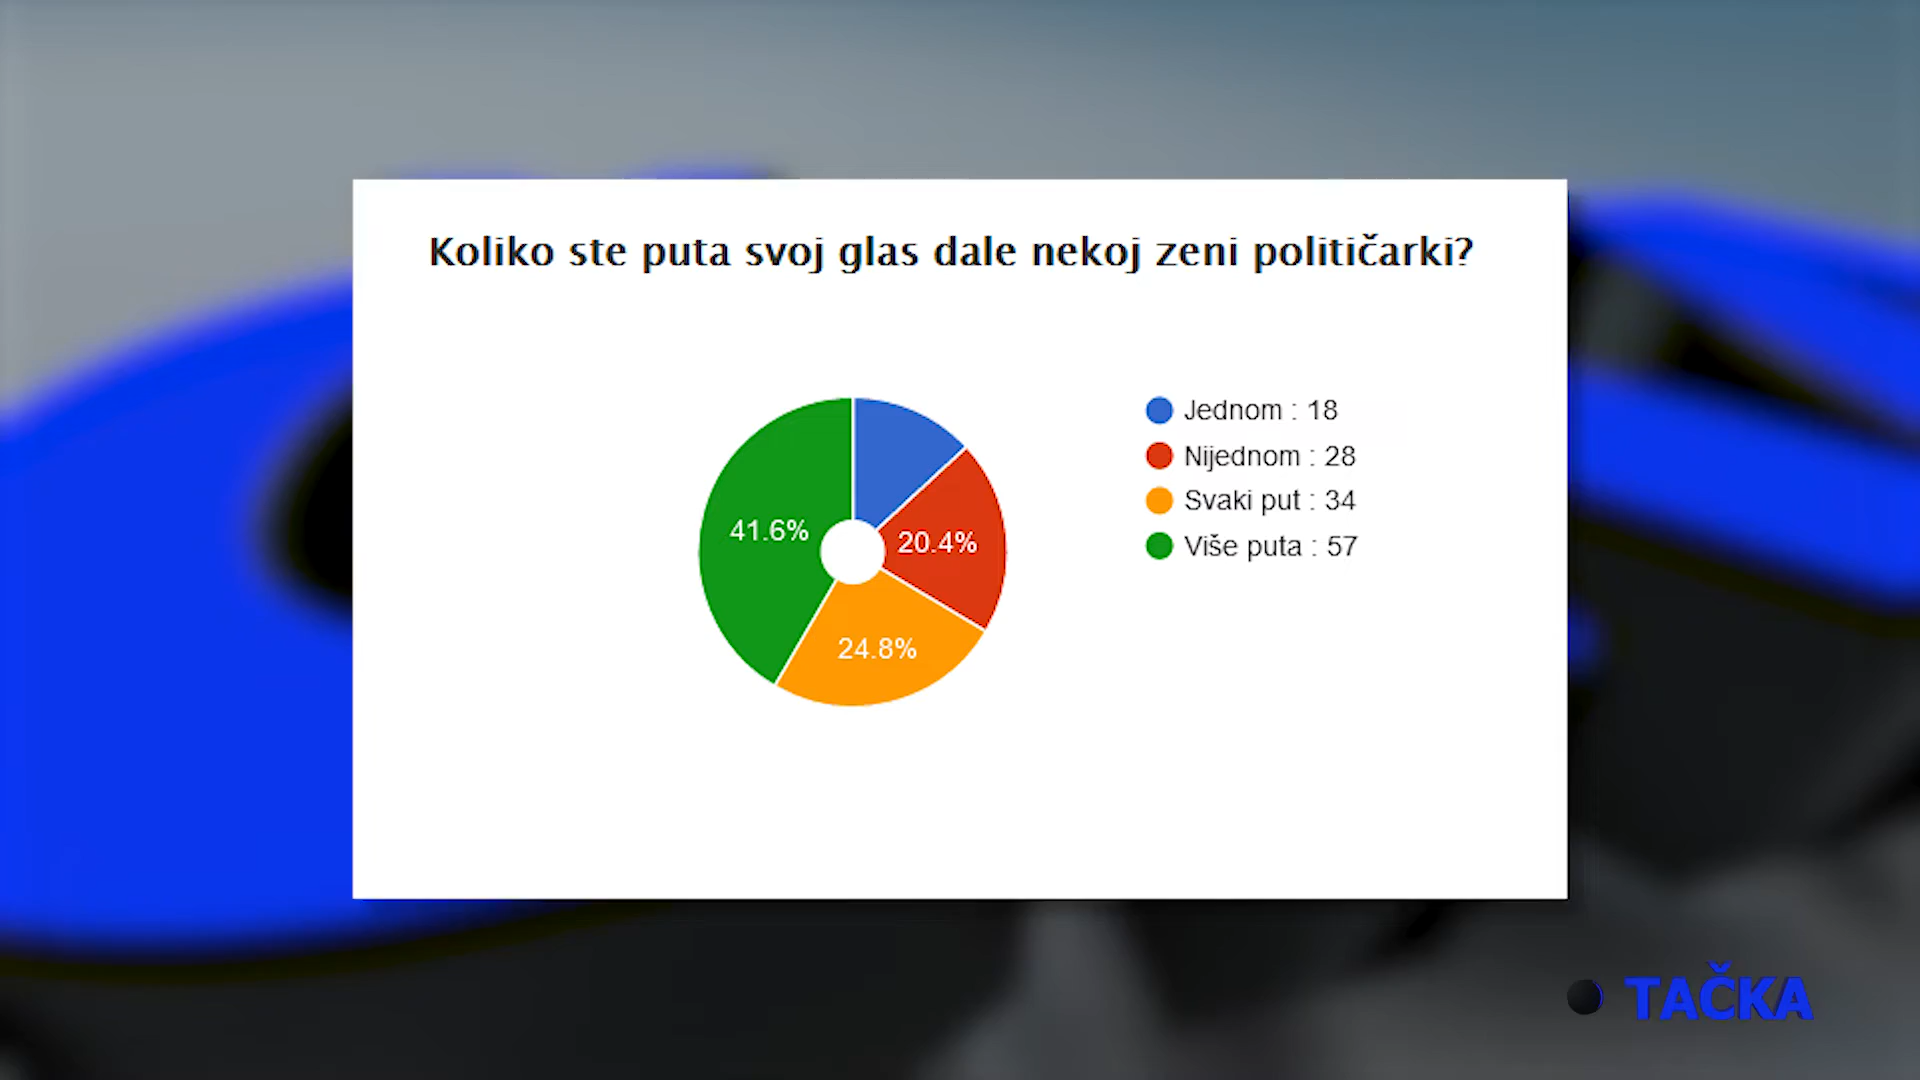 Koliko ste puta svoj glas dale nekoj zeni političarki?
Jednom : 18
Nijednom : 28
Svaki put : 34
Više puta : 57
41.6%
20.4%
24.8%
TAČKA